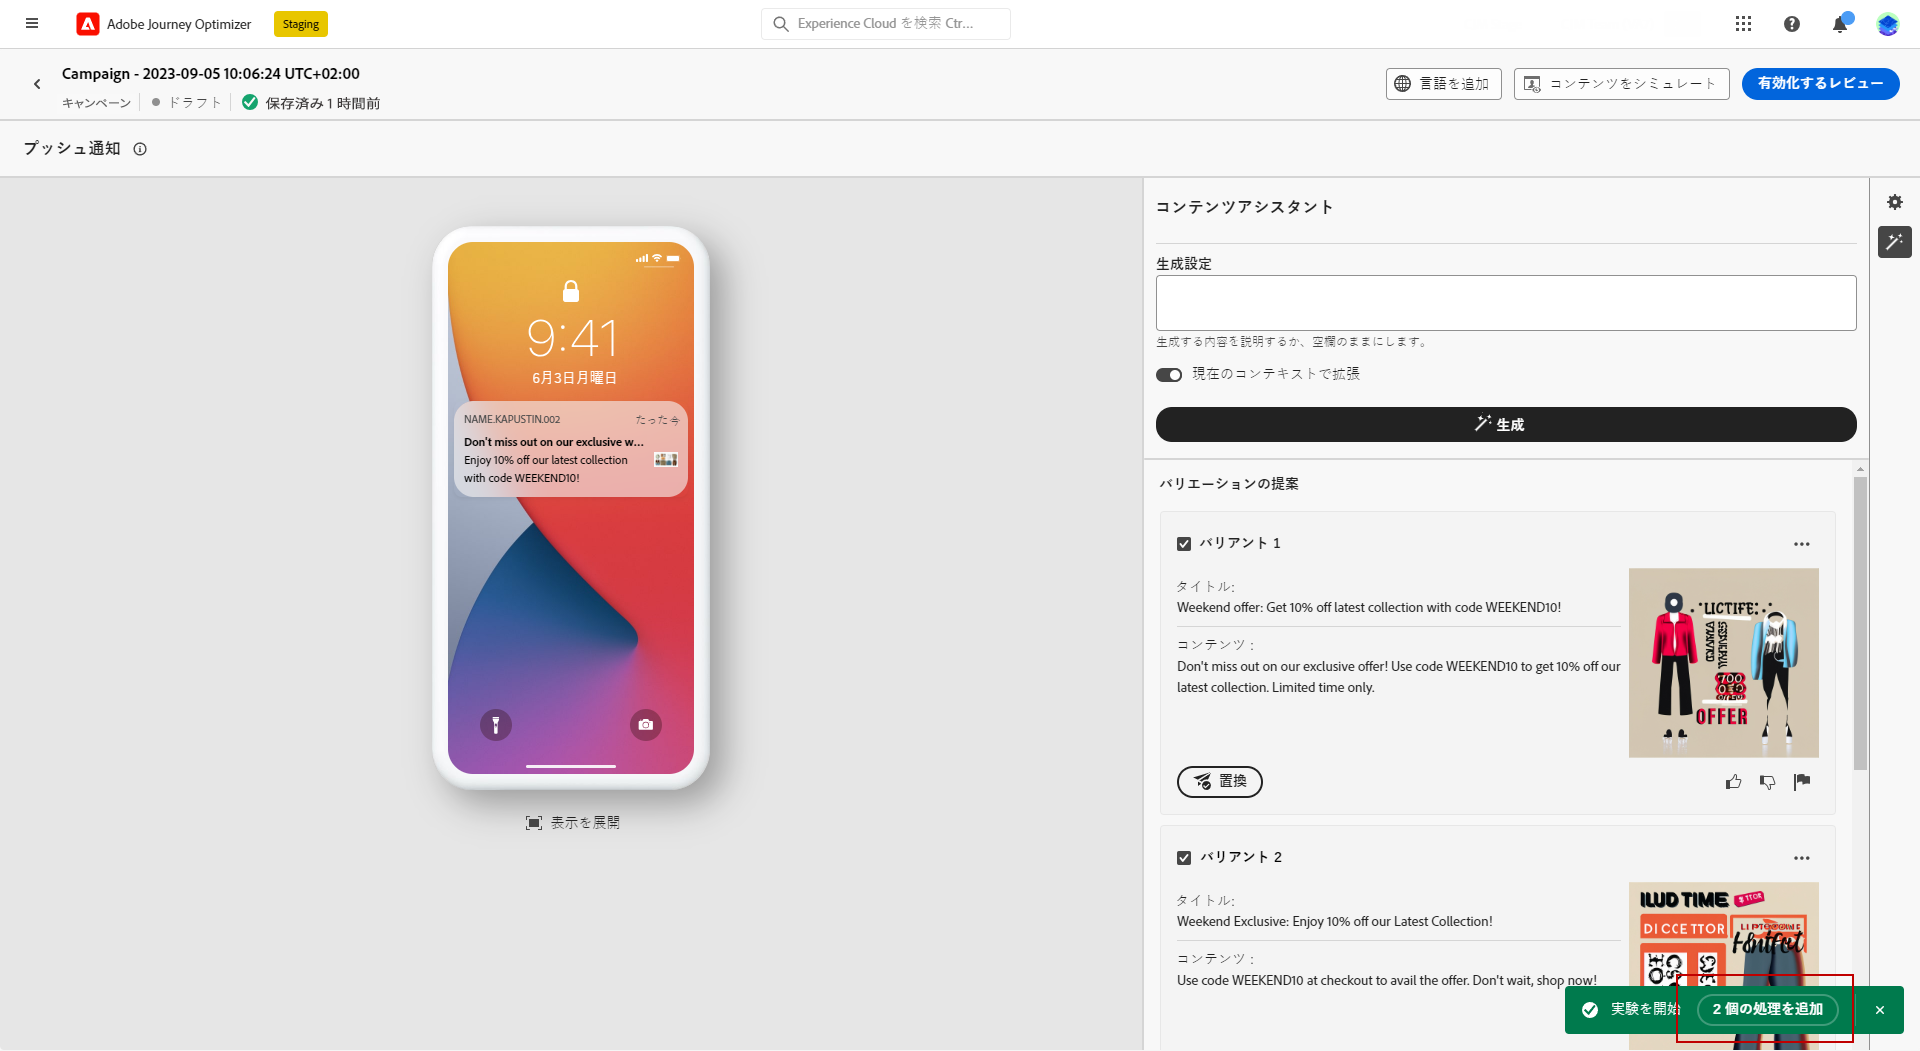 Adobe Journey Optimizer
Staging
Experience Cloud を検索 Ctr...
Campaign - 2023-09-05 10:06:24 UTC+02:00
キャンペーン
ドラフト
保存済み 1 時間前
言語を追加
コンテンツをシミュレート
有効化するレビュー
プッシュ通知
9:41
6月3日月曜日
NAME.KAPUSTIN.002
たった今
Don't miss out on our exclusive w...
Enjoy 10% off our latest collection
with code WEEKEND10!
表示を展開
コンテンツアシスタント
生成設定
生成する内容を説明するか、空欄のままにします。
現在のコンテキストで拡張
生成
バリエーションの提案
バリアント 1
タイトル:
Weekend offer: Get 10% off latest collection with code WEEKEND10!
コンテンツ :
Don't miss out on our exclusive offer! Use code WEEKEND10 to get 10% off our
latest collection. Limited time only.
UCTIFE:
OFFER
置換
バリアント 2
タイトル:
Weekend Exclusive: Enjoy 10% off our Latest Collection!
コンテンツ :
Use code WEEKEND10 at checkout to avail the offer. Don't wait, shop now!
ILUD TIME
DICCETTOR
実験を開始
2 個の処理を追加